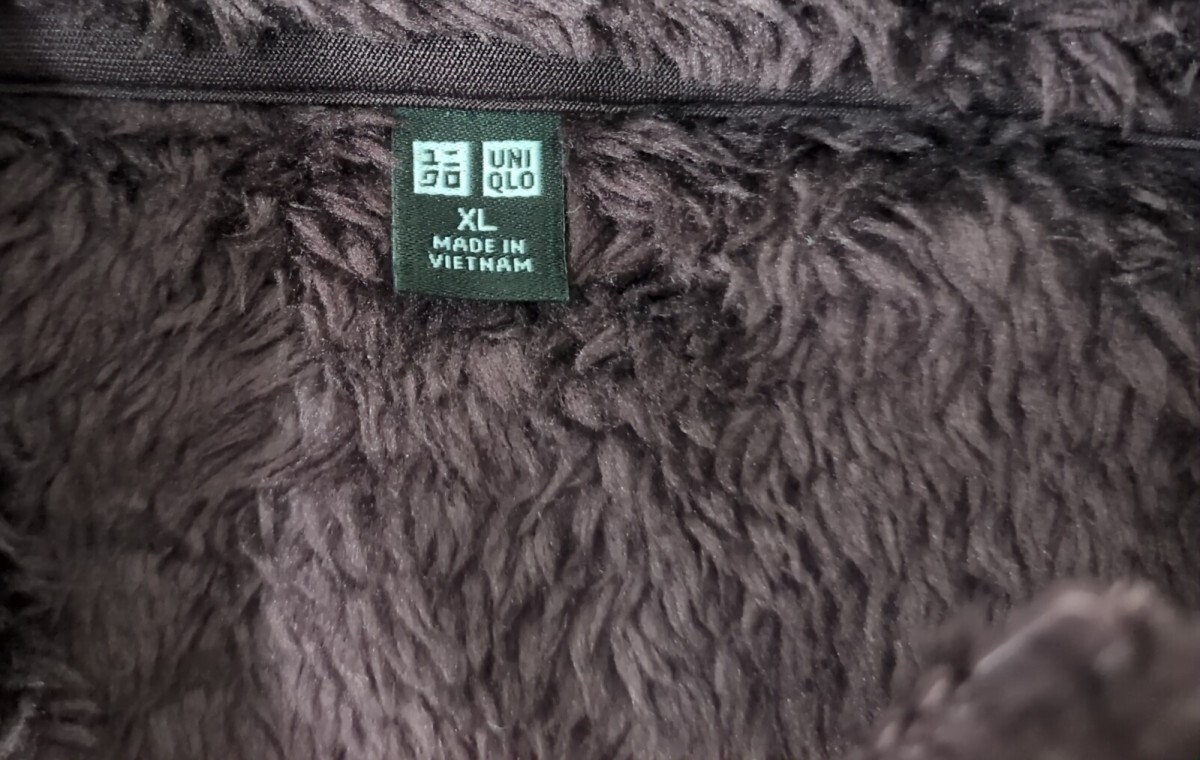 ユニ UNI
クロ QLO
XL
MADE IN
VIETNAM